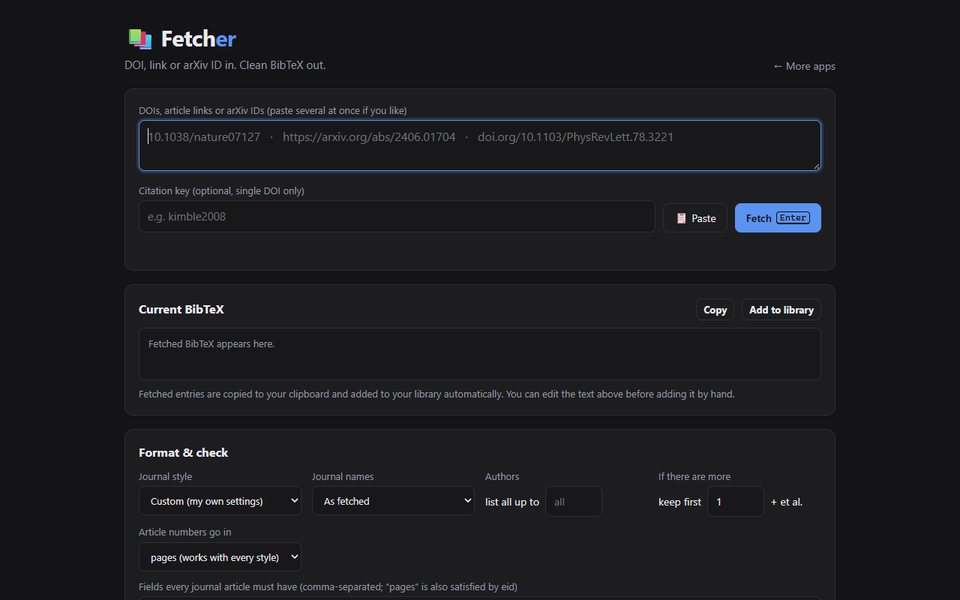 Fetcher
DOI, link or arXiv ID in. Clean BibTeX out.
← More apps
DOIs, article links or arXiv IDs (paste several at once if you like)
10.1038/nature07127 · https://arxiv.org/abs/2406.01704 · doi.org/10.1103/PhysRevLett.78.3221
Citation key (optional, single DOI only)
e.g. kimble2008
Paste
Fetch Enter
Current BibTeX
Copy
Add to library
Fetched BibTeX appears here.
Fetched entries are copied to your clipboard and added to your library automatically. You can edit the text above before adding it by hand.
Format & check
Journal style
Journal names
Authors
If there are more
Custom (my own settings)
As fetched
list all up to all
keep first 1 + et al.
Article numbers go in
pages (works with every style)
Fields every journal article must have (comma-separated; “pages” is also satisfied by eid)